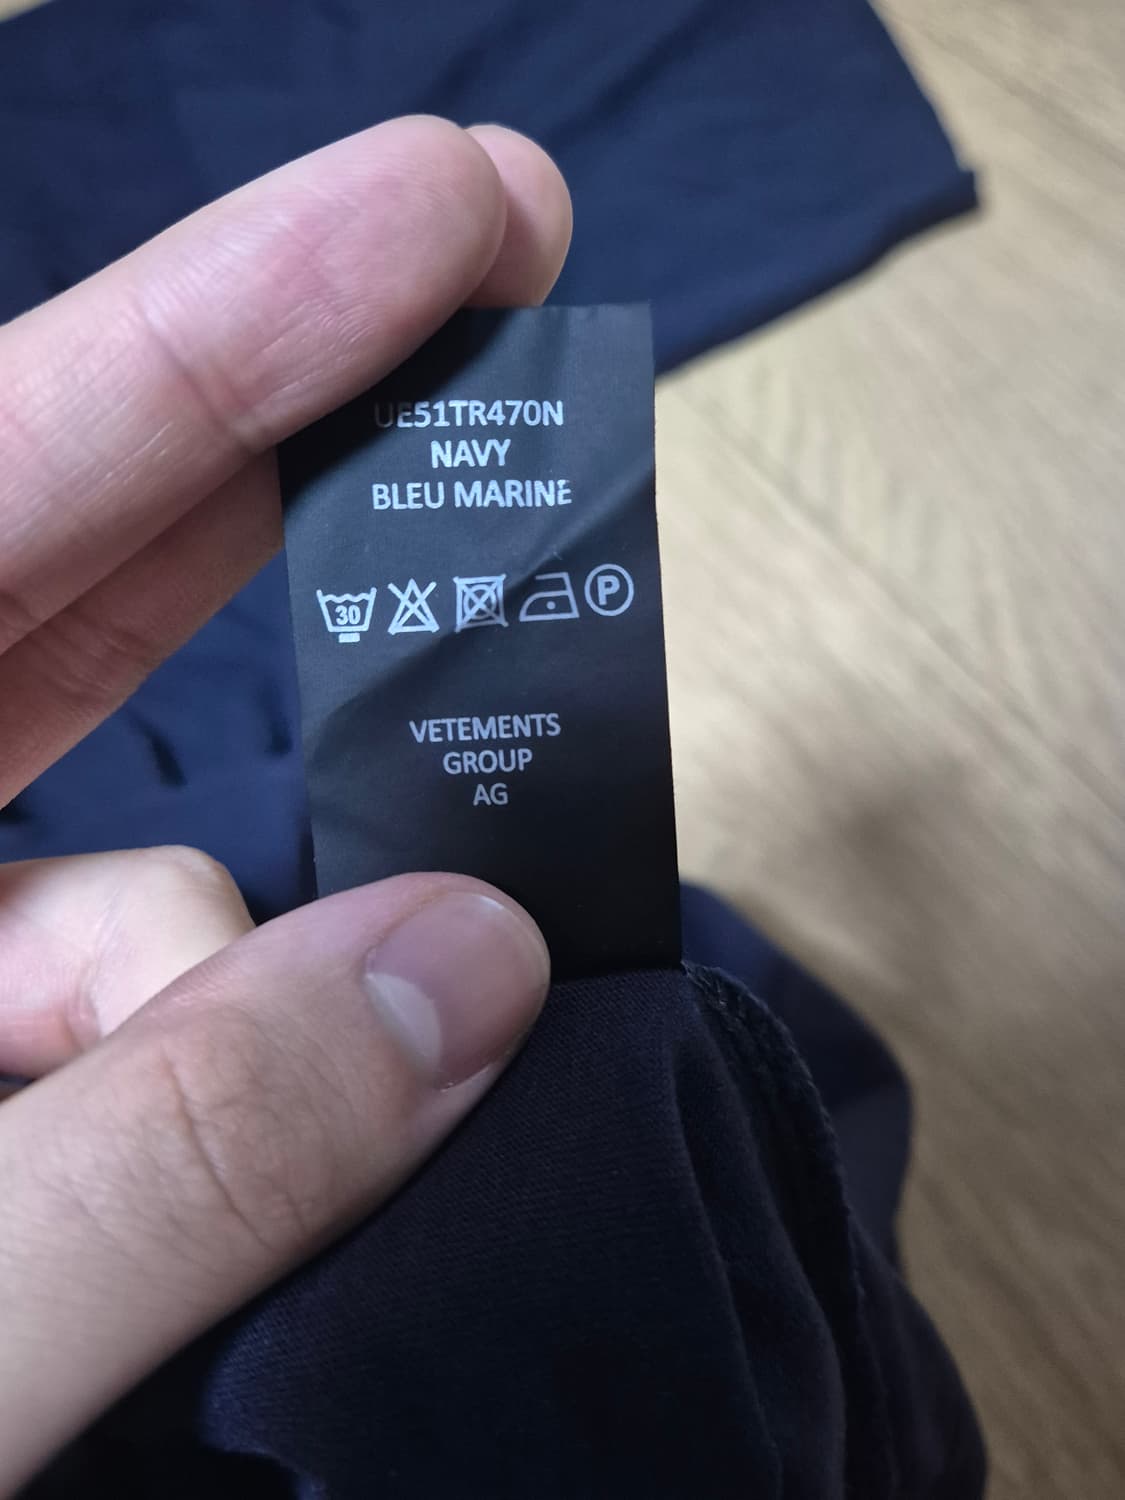 UE51TR470N
NAVY
BLEU MARINE
30
P
VETEMENTS
GROUP
AG